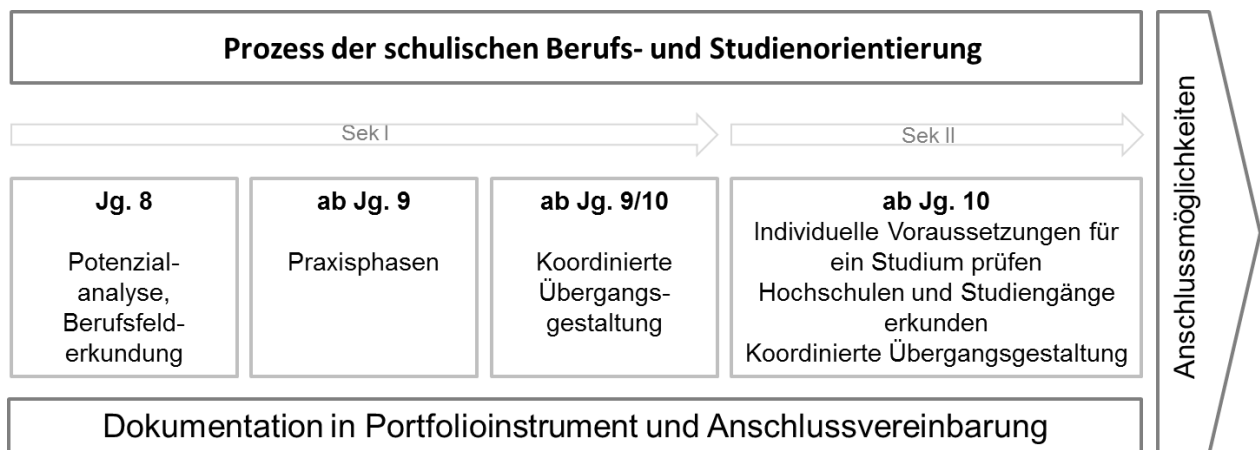 Prozess der schulischen Berufs- und Studienorientierung
Sek I
Sek II
Jg. 8
Potenzial-
analyse,
Berufsfeld-
erkundung
ab Jg. 9
Praxisphasen
ab Jg. 9/10
Koordinierte
Übergangs-
gestaltung
ab Jg. 10
Individuelle Voraussetzungen für
ein Studium prüfen
Hochschulen und Studiengänge
erkunden
Koordinierte Übergangsgestaltung
Dokumentation in Portfolioinstrument und Anschlussvereinbarung
Anschlussmöglichkeiten